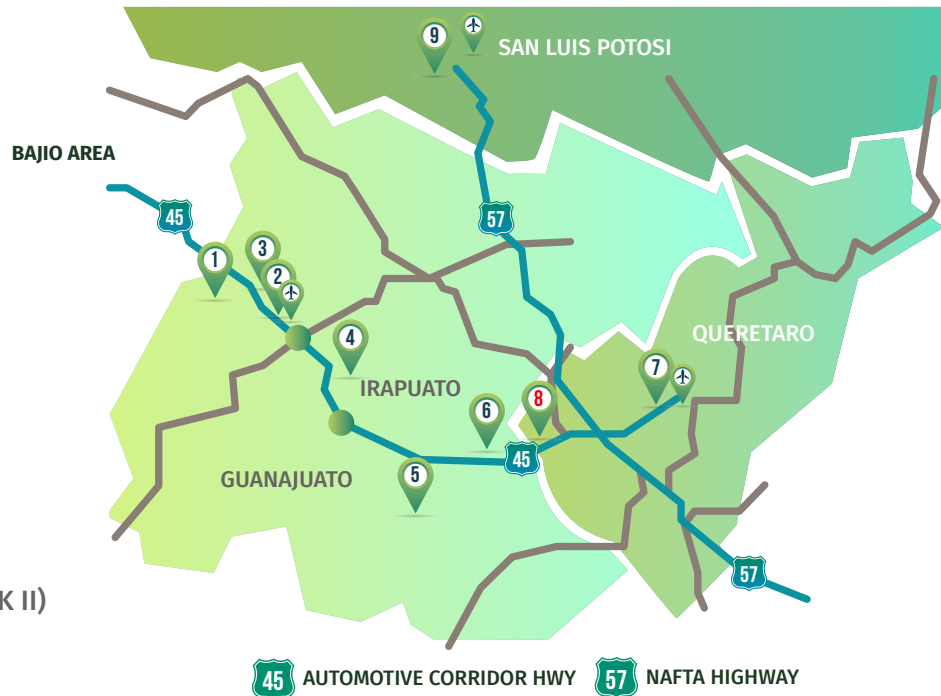 9
SAN LUIS POTOSI
BAJIO AREA
45
57
3
1
2
4
QUERETARO
7
IRAPUATO
8
6
45
GUANAJUATO
5
57
K II)
45 AUTOMOTIVE CORRIDOR HWY 57 NAFTA HIGHWAY